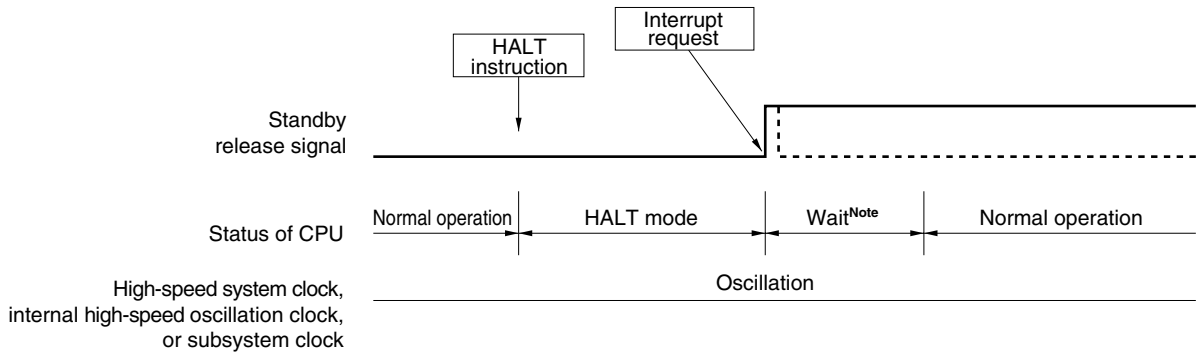 Interrupt
request
HALT
instruction
Standby
release signal
Status of CPU
Normal operation
HALT mode
WaitNote
Normal operation
High-speed system clock,
internal high-speed oscillation clock,
or subsystem clock
Oscillation